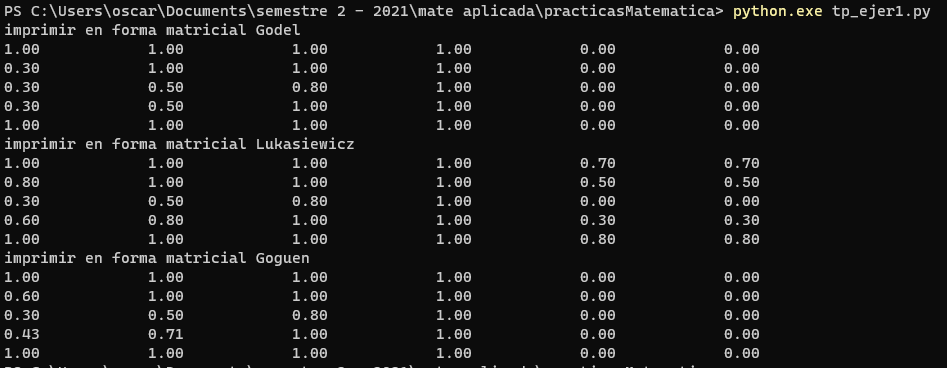 PS C:\Users\oscar\Documents\semestre 2 - 2021\mate aplicada\practicasMatematica> python.exe tp_ejer1.py
imprimir en forma matricial Godel
1.00 1.00 1.00 1.00 0.00 0.00
0.30 1.00 1.00 1.00 0.00 0.00
0.30 0.50 0.80 1.00 0.00 0.00
0.30 0.50 1.00 1.00 0.00 0.00
1.00 1.00 1.00 1.00 0.00 0.00
imprimir en forma matricial Lukasiewicz
1.00 1.00 1.00 1.00 0.70 0.70
0.80 1.00 1.00 1.00 0.50 0.50
0.30 0.50 0.80 1.00 0.00 0.00
0.60 0.80 1.00 1.00 0.30 0.30
1.00 1.00 1.00 1.00 0.80 0.80
imprimir en forma matricial Goguen
1.00 1.00 1.00 1.00 0.00 0.00
0.60 1.00 1.00 1.00 0.00 0.00
0.30 0.50 0.80 1.00 0.00 0.00
0.43 0.71 1.00 1.00 0.00 0.00
1.00 1.00 1.00 1.00 0.00 0.00